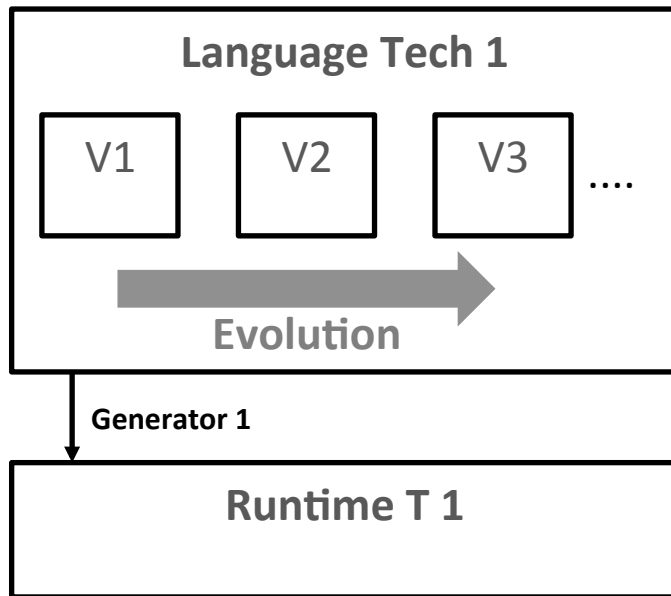 Language Tech 1
V1 V2 V3 ....
Evolution
Generator 1
Runtime T 1